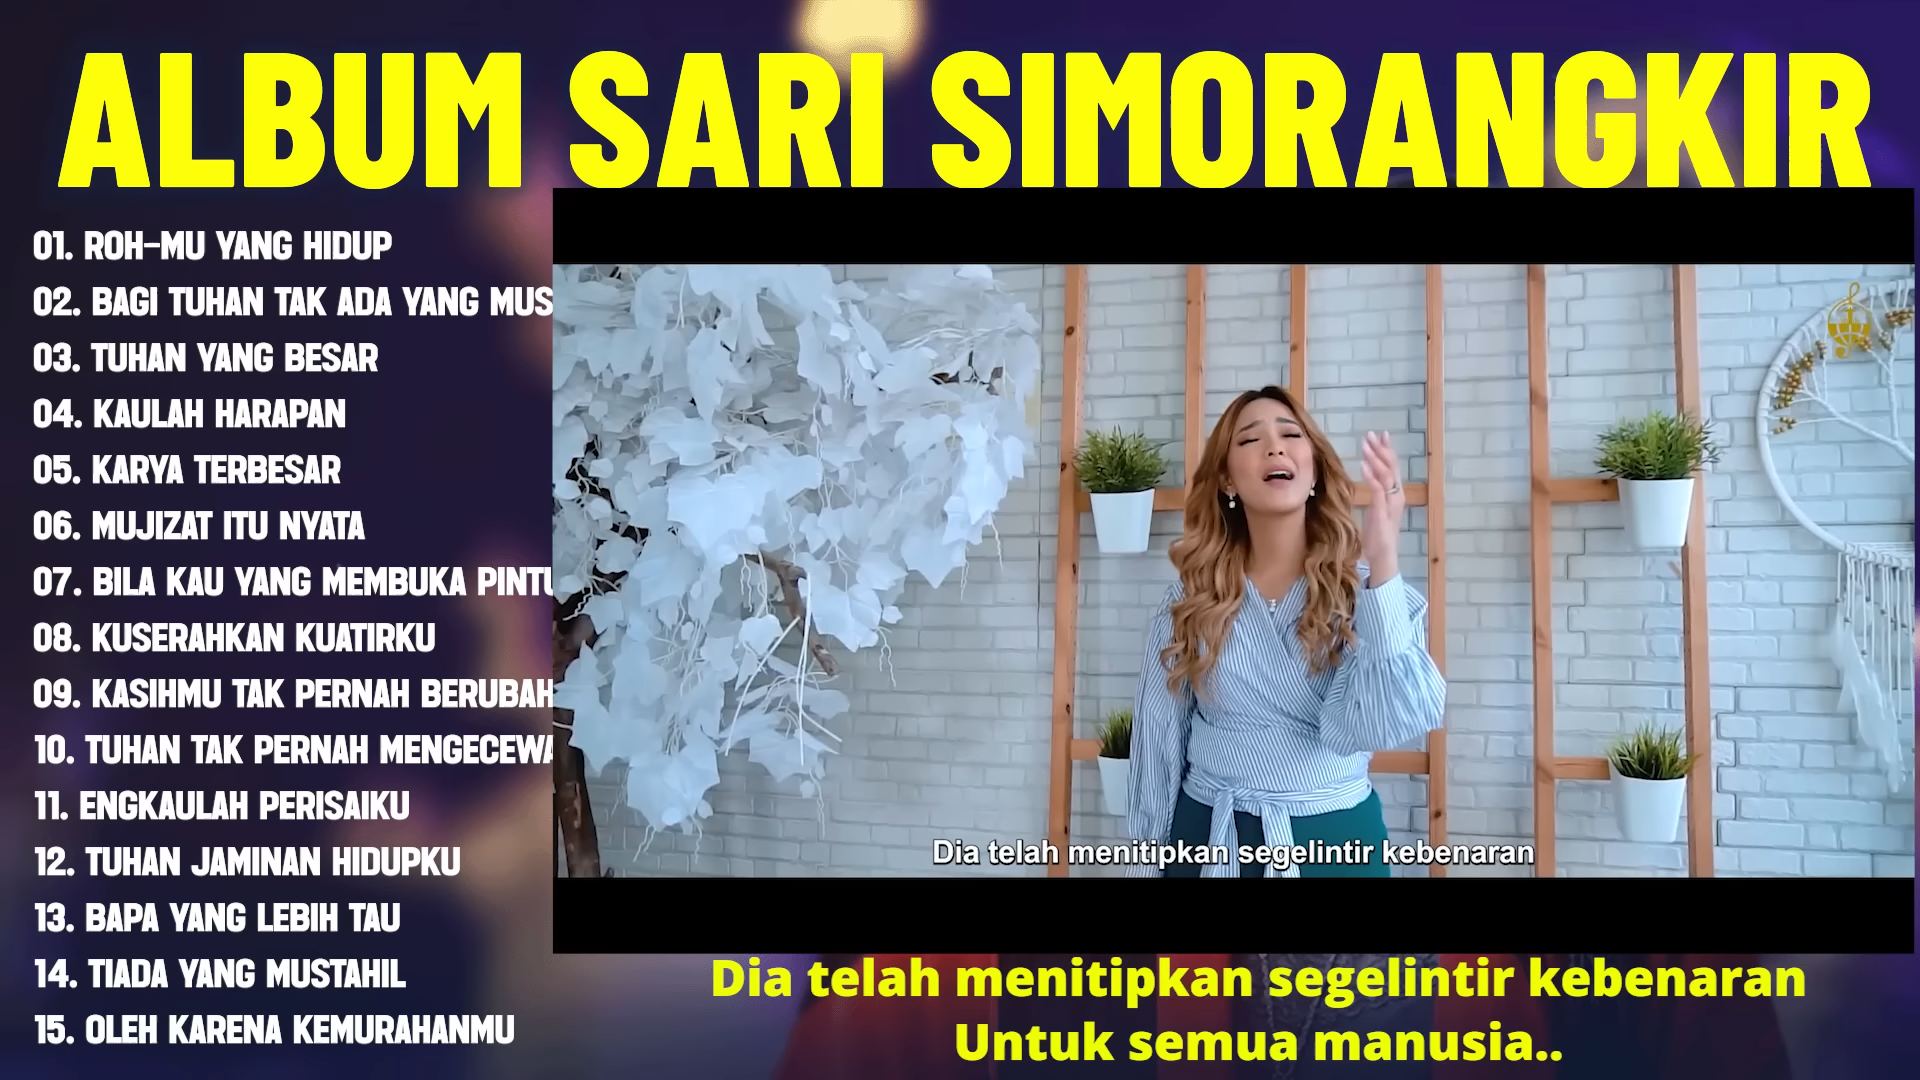 ALBUM SARI SIMORANGKIR
01. ROH-MU YANG HIDUP
02. BAGI TUHAN TAK ADA YANG MUS
03. TUHAN YANG BESAR
04. KAULAH HARAPAN
05. KARYA TERBESAR
06. MUJIZAT ITU NYATA
07. BILA KAU YANG MEMBUKA PINTU
08. KUSERAHKAN KUATIRKU
09. KASIHMU TAK PERNAH BERUBAH
10. TUHAN TAK PERNAH MENGECEWA
11. ENGKAULAH PERISAIKU
12. TUHAN JAMINAN HIDUPKU
13. BAPA YANG LEBIH TAU
14. TIADA YANG MUSTAHIL
15. OLEH KARENA KEMURAHANMU
Dia telah menitipkan segelintir kebenaran
Dia telah menitipkan segelintir kebenaran
Untuk semua manusia..